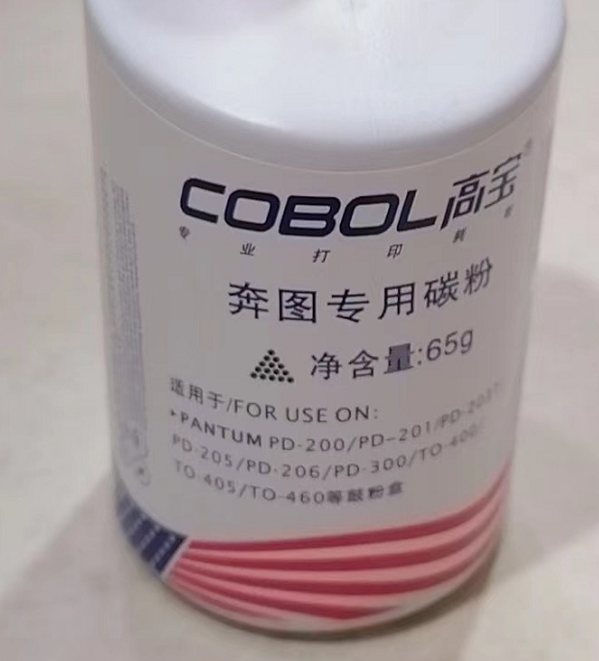 COBOL高宝
专业打印耗材
奔图专用碳粉
净含量:65g
适用于/FOR USE ON:
▸PANTUM PD-200/PD-201/PD-203T/
PD-205/PD-206/PD-300/TO-400/
TO-405/TO-460等鼓粉盒